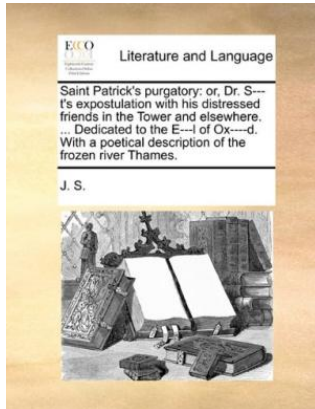 ECCO
Literature and Language
Saint Patrick's purgatory: or, Dr. S---
t's expostulation with his distressed
friends in the Tower and elsewhere.
... Dedicated to the E---l of Ox----d.
With a poetical description of the
frozen river Thames.
J. S.